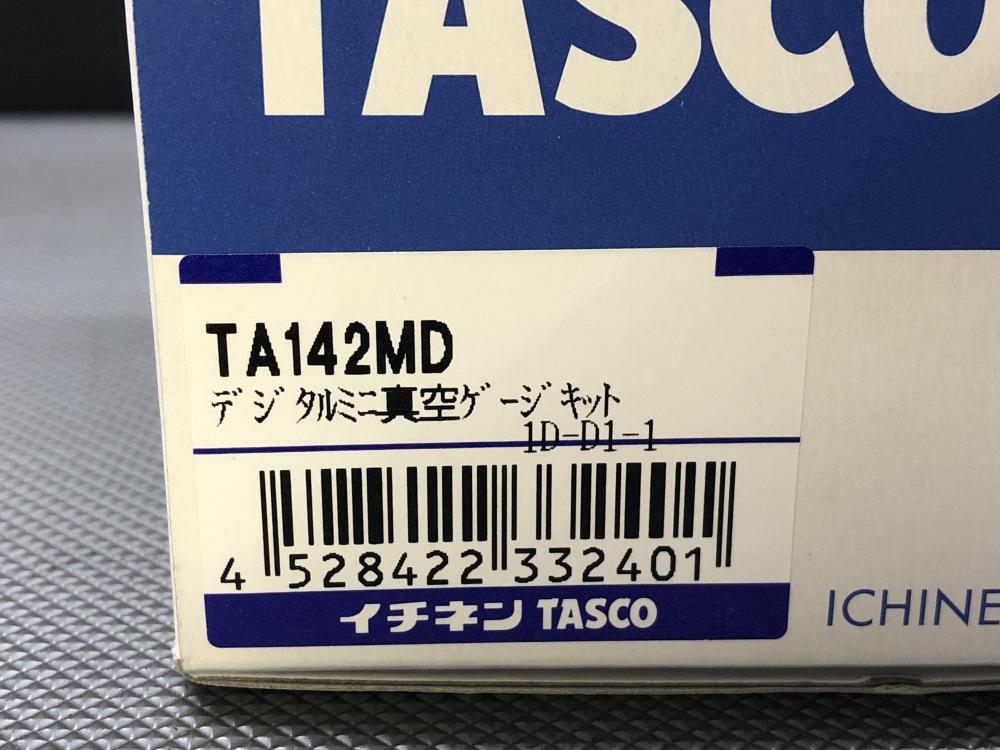 TASCO
TA142MD
デジタルミニ真空ゲージキット
1D-D1-1
4 528422 332401
イチネン TASCO
ICHINE